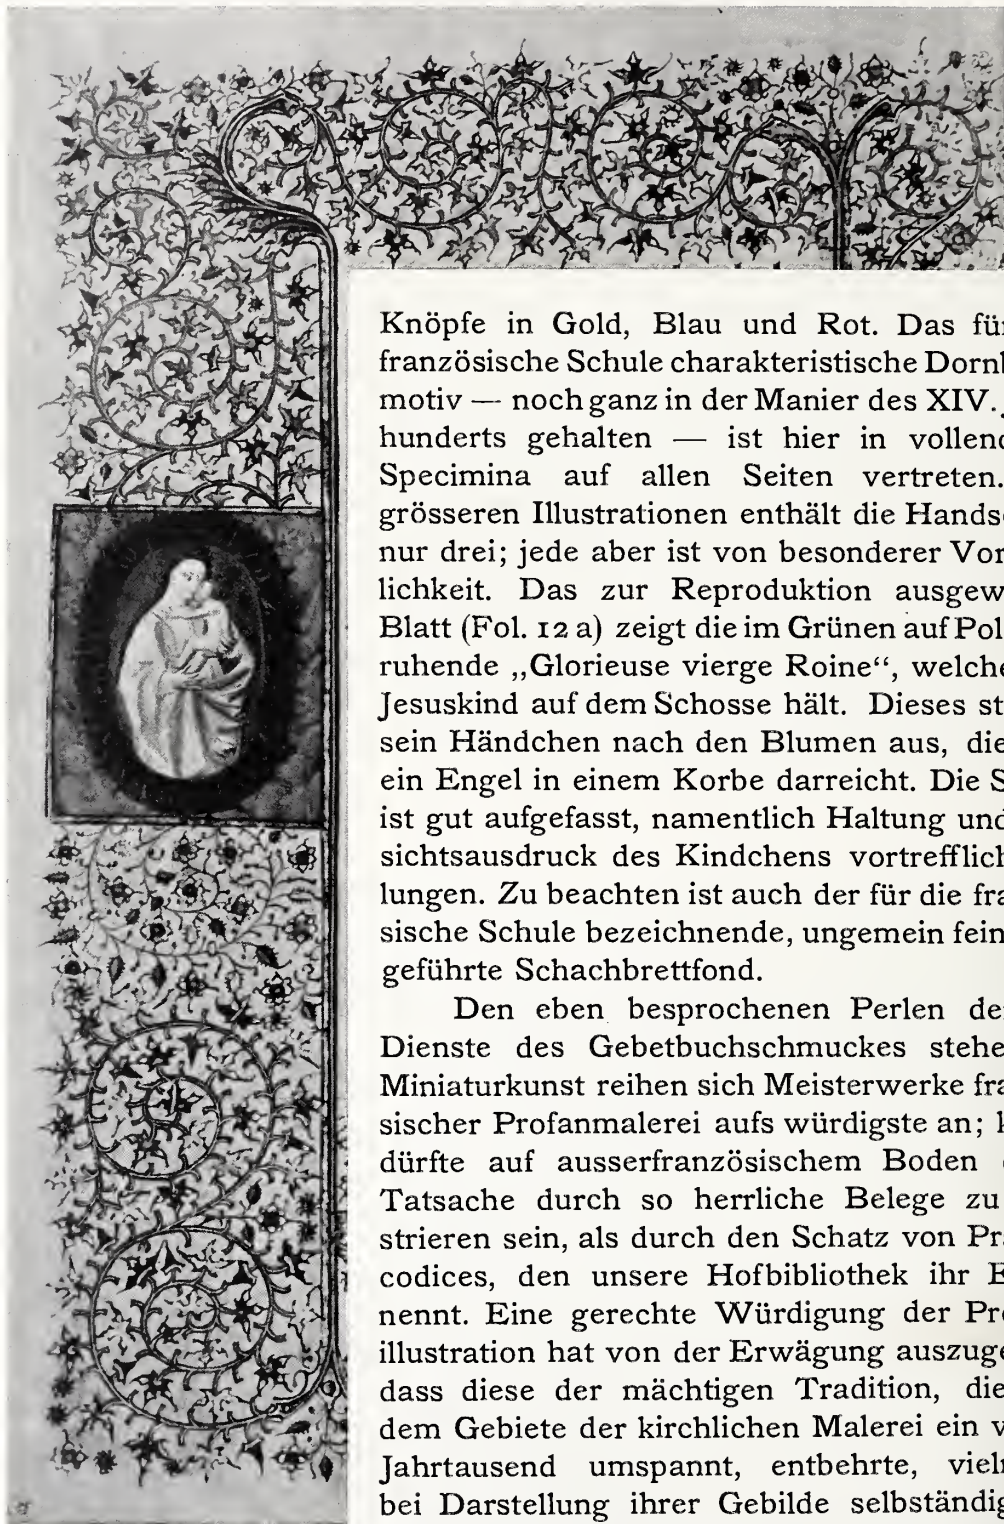 Knöpfe in Gold, Blau und Rot. Das für
französische Schule charakteristische Dorn
motiv — noch ganz in der Manier des XIV.
hunderts gehalten — ist hier in vollend
Specimina auf allen Seiten vertreten.
grösseren Illustrationen enthält die Hands
nur drei; jede aber ist von besonderer Vor
lichkeit. Das zur Reproduktion ausgew
Blatt (Fol. 12 a) zeigt die im Grünen auf Pol
ruhende „Glorieuse vierge Roine“, welche
Jesuskind auf dem Schosse hält. Dieses st
sein Händchen nach den Blumen aus, die
ein Engel in einem Korbe darreicht. Die S
ist gut aufgefasst, namentlich Haltung und
sichtsausdruck des Kindchens vortrefflich
lungen. Zu beachten ist auch der für die fra
sische Schule bezeichnende, ungemein fein
geführte Schachbrettfond.
Den eben besprochenen Perlen de
Dienste des Gebetbuchschmuckes stehe
Miniaturkunst reihen sich Meisterwerke fra
sischer Profanmalerei aufs würdigste an; k
dürfte auf ausserfranzösischem Boden
Tatsache durch so herrliche Belege zu
strieren sein, als durch den Schatz von Pr
codices, den unsere Hofbibliothek ihr E
nennt. Eine gerechte Würdigung der Pro
illustration hat von der Erwägung auszuge
dass diese der mächtigen Tradition, die
dem Gebiete der kirchlichen Malerei ein v
Jahrtausend umspannt, entbehrte, viel
bei Darstellung ihrer Gebilde selbständig